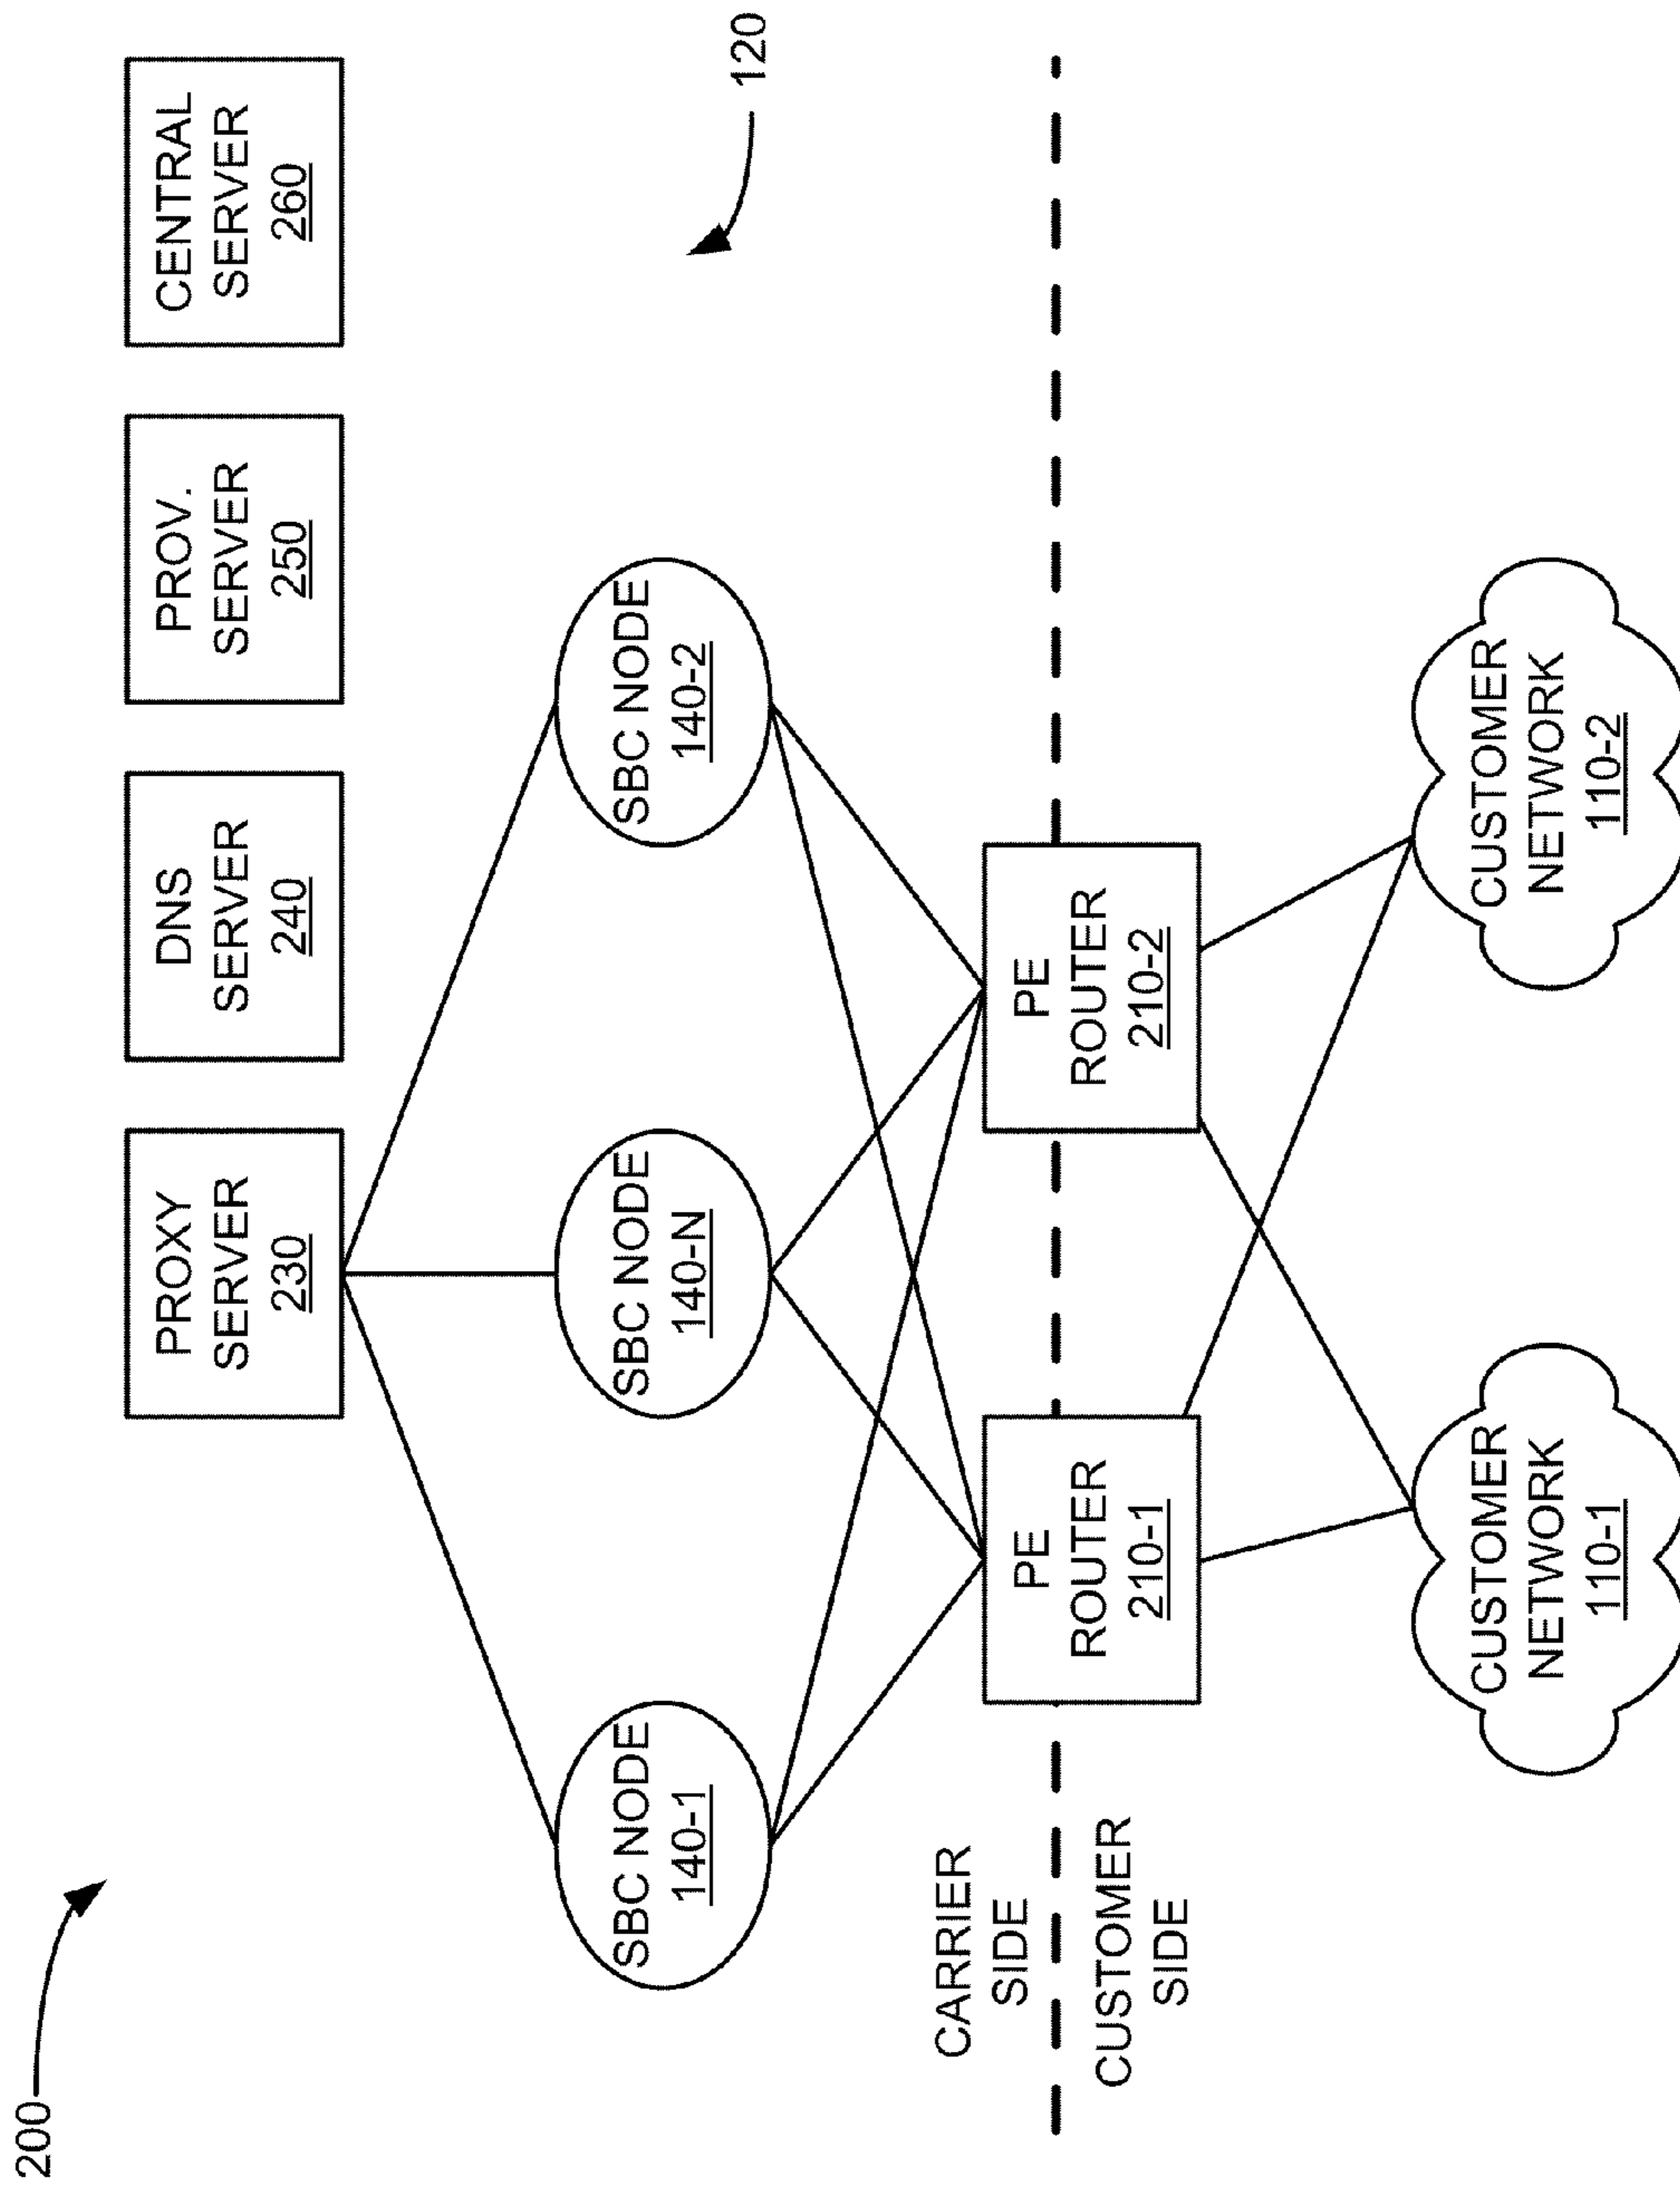 200
PROXY
SERVER
230
DNS
SERVER
240
PROV.
SERVER
250
CENTRAL
SERVER
260
SBC NODE
140-1
SBC NODE
140-N
SBC NODE
140-2
120
CARRIER
SIDE
CUSTOMER
SIDE
PE
ROUTER
210-1
PE
ROUTER
210-2
CUSTOMER
NETWORK
110-1
CUSTOMER
NETWORK
110-2